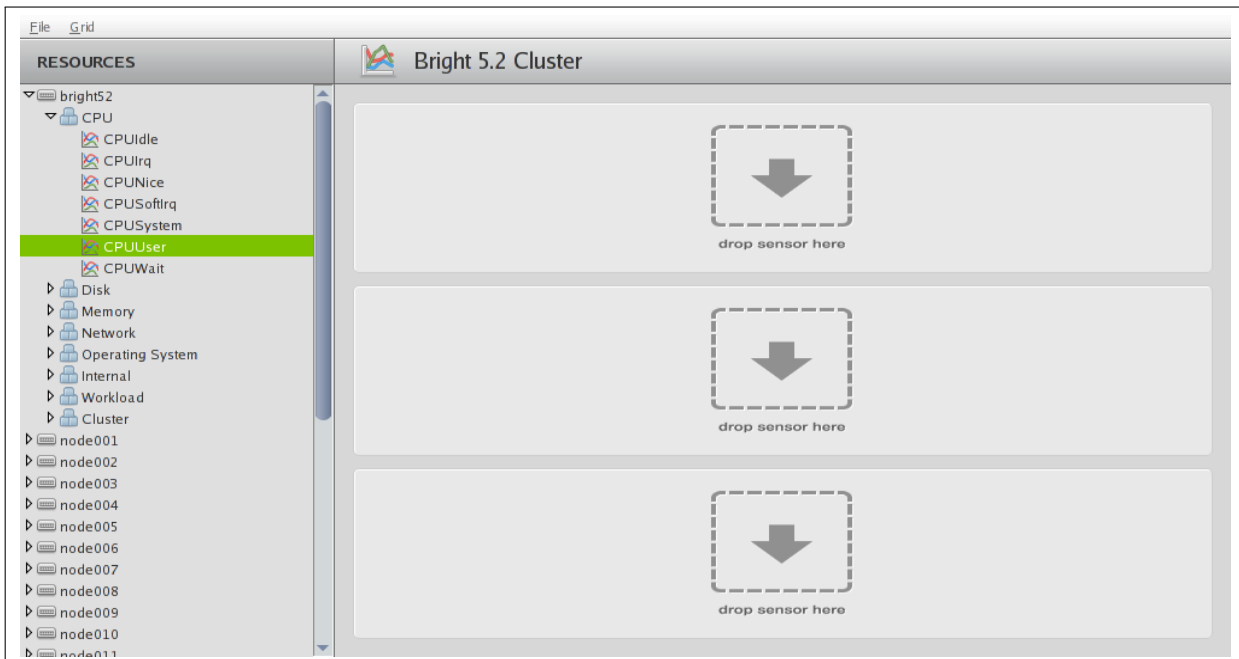 File Grid
RESOURCES
Bright 5.2 Cluster
bright52
CPU
CPUIdle
CPUIrq
CPUNice
CPUSoftIrq
CPUSystem
CPUUser
CPUWait
Disk
Memory
Network
Operating System
Internal
Workload
Cluster
node001
node002
node003
node004
node005
node006
node007
node008
node009
node010
node011
drop sensor here
drop sensor here
drop sensor here